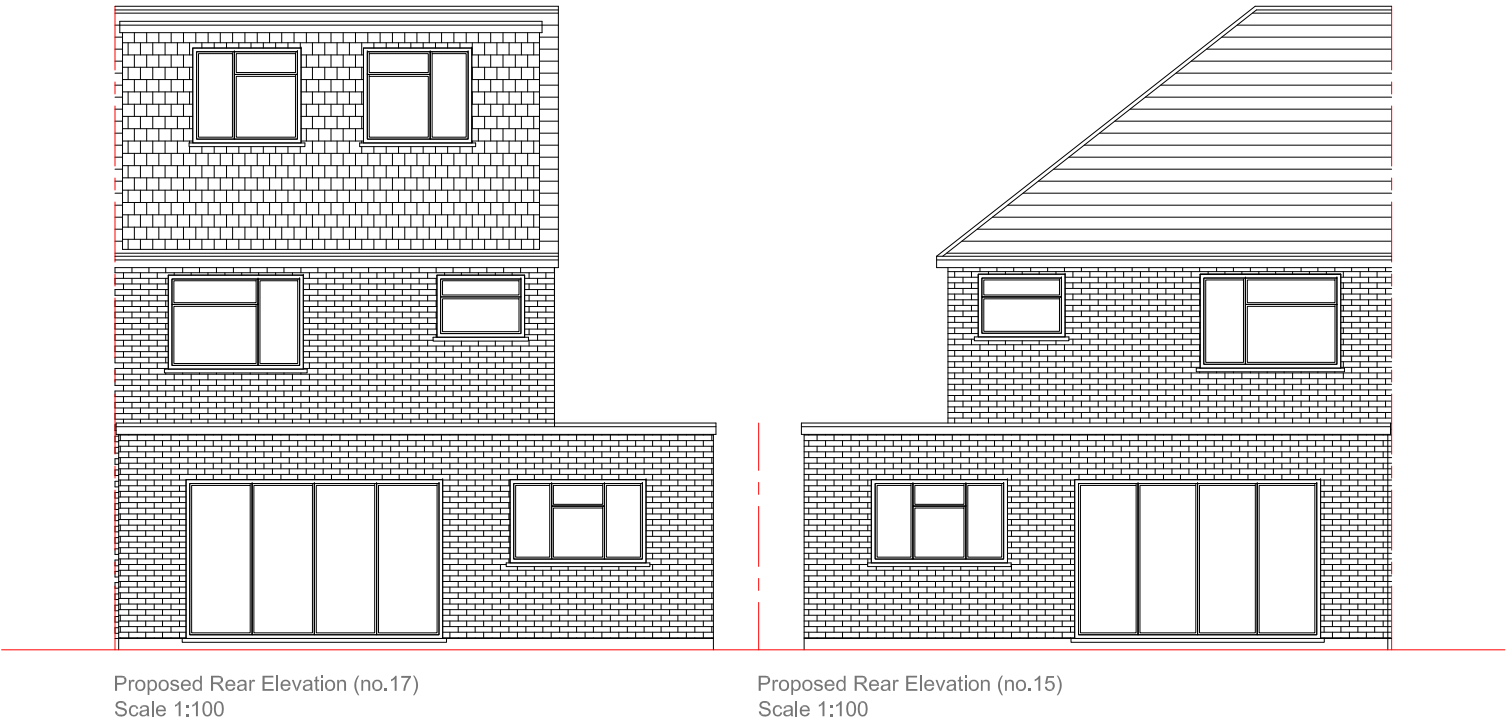 Proposed Rear Elevation (no.17)
Scale 1:100
Proposed Rear Elevation (no.15)
Scale 1:100